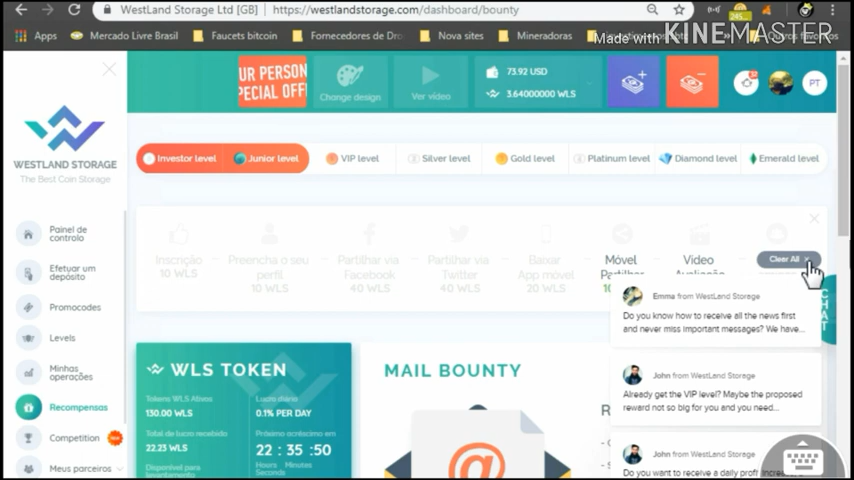 WestLand Storage Ltd [GB]
https://westlandstorage.com/dashboard/bounty
Apps
Mercado Livre Brasil
Faucets bitcoin
Fornecedores de Dro
Nova sites
Mineradoras
Outros favoritos
Made with KINEMASTER
UR PERSON
PECIAL OFF
Change design
Ver video
73.92 USD
3.64000000 WLS
PT
WESTLAND STORAGE
The Best Coin Storage
Investor level
Junior level
VIP level
Silver level
Gold level
Platinum level
Diamond level
Emerald level
Inscrição
10 WLS
Preencha o seu
perfil
10 WLS
Partilhar via
Facebook
40 WLS
Partilhar via
Twitter
40 WLS
Baixar
App móvel
20 WLS
Móvel
Partilhar
Video
Clear All ×
CHAT
Painel de
controlo
Efetuar um
depósito
Promocodes
Levels
Minhas
operações
Recompensas
Competition
New
Meus parceiros
Emma from WestLand Storage
Do you know how to receive all the news first
and never miss important messages? We have...
John from WestLand Storage
Already get the VIP level? Maybe the proposed
reward not so big for you and you need...
John from WestLand Storage
WLS TOKEN
Tokens WLS Ativos
130.00 WLS
Lucro diário
0.1% PER DAY
Total de lucro recebido
22.23 WLS
Próximo acréscimo em
22 : 35 : 50
Hours Minutes
Seconds
Disponível para
levantamento
MAIL BOUNTY